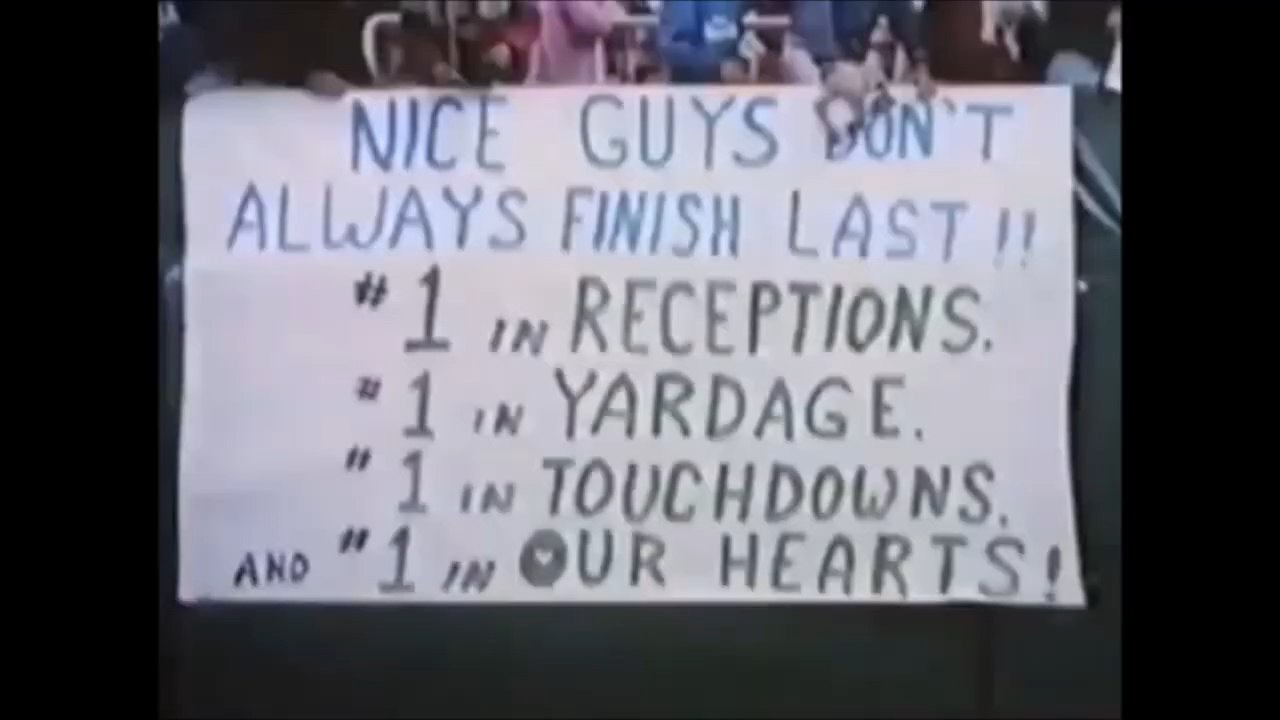 NICE GUYS DON'T
ALWAYS FINISH LAST!!
#1 IN RECEPTIONS.
#1 IN YARDAGE.
#1 IN TOUCHDOWNS.
AND #1 IN OUR HEARTS!